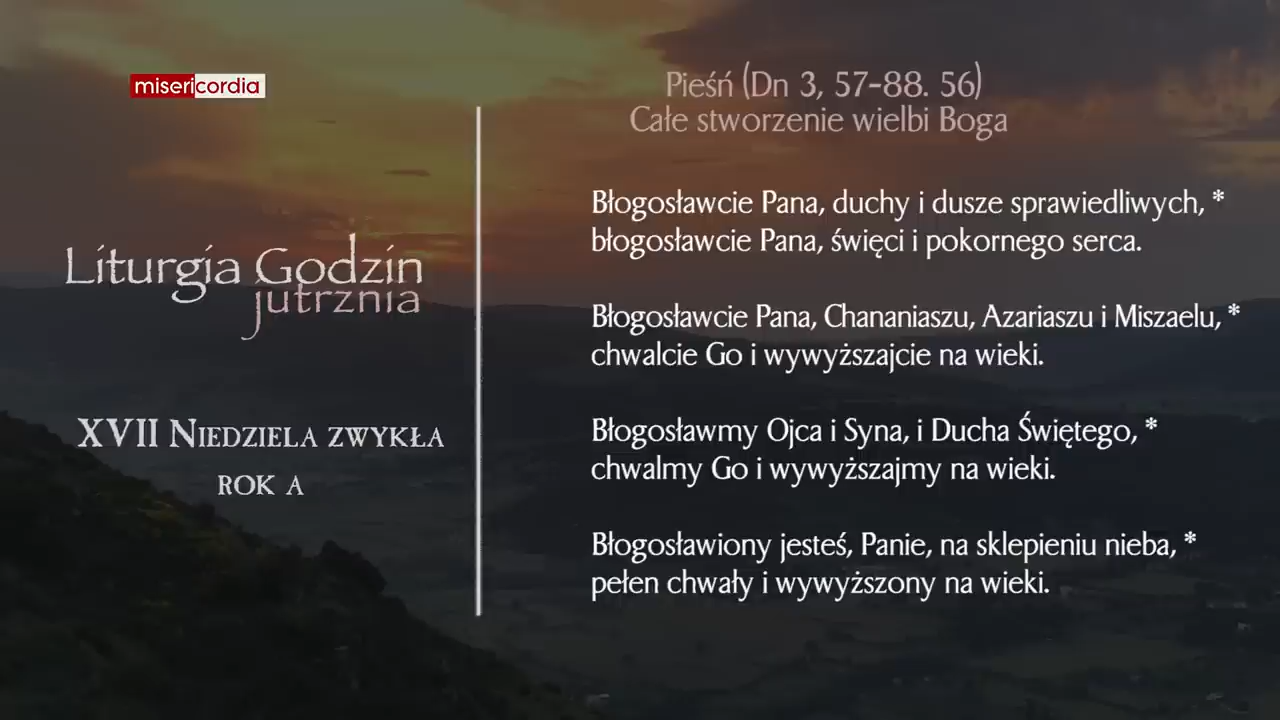 misericordia
Liturgia Godzin
jutrznia
XVII Niedziela zwykła
rok A
Pieśń (Dn 3, 57-88. 56)
Całe stworzenie wielbi Boga
Błogosławcie Pana, duchy i dusze sprawiedliwych, *
błogosławcie Pana, święci i pokornego serca.
Błogosławcie Pana, Chananiaszu, Azariaszu i Miszaelu, *
chwalcie Go i wywyższajcie na wieki.
Błogosławmy Ojca i Syna, i Ducha Świętego, *
chwalmy Go i wywyższajmy na wieki.
Błogosławiony jesteś, Panie, na sklepieniu nieba, *
pełen chwały i wywyższony na wieki.